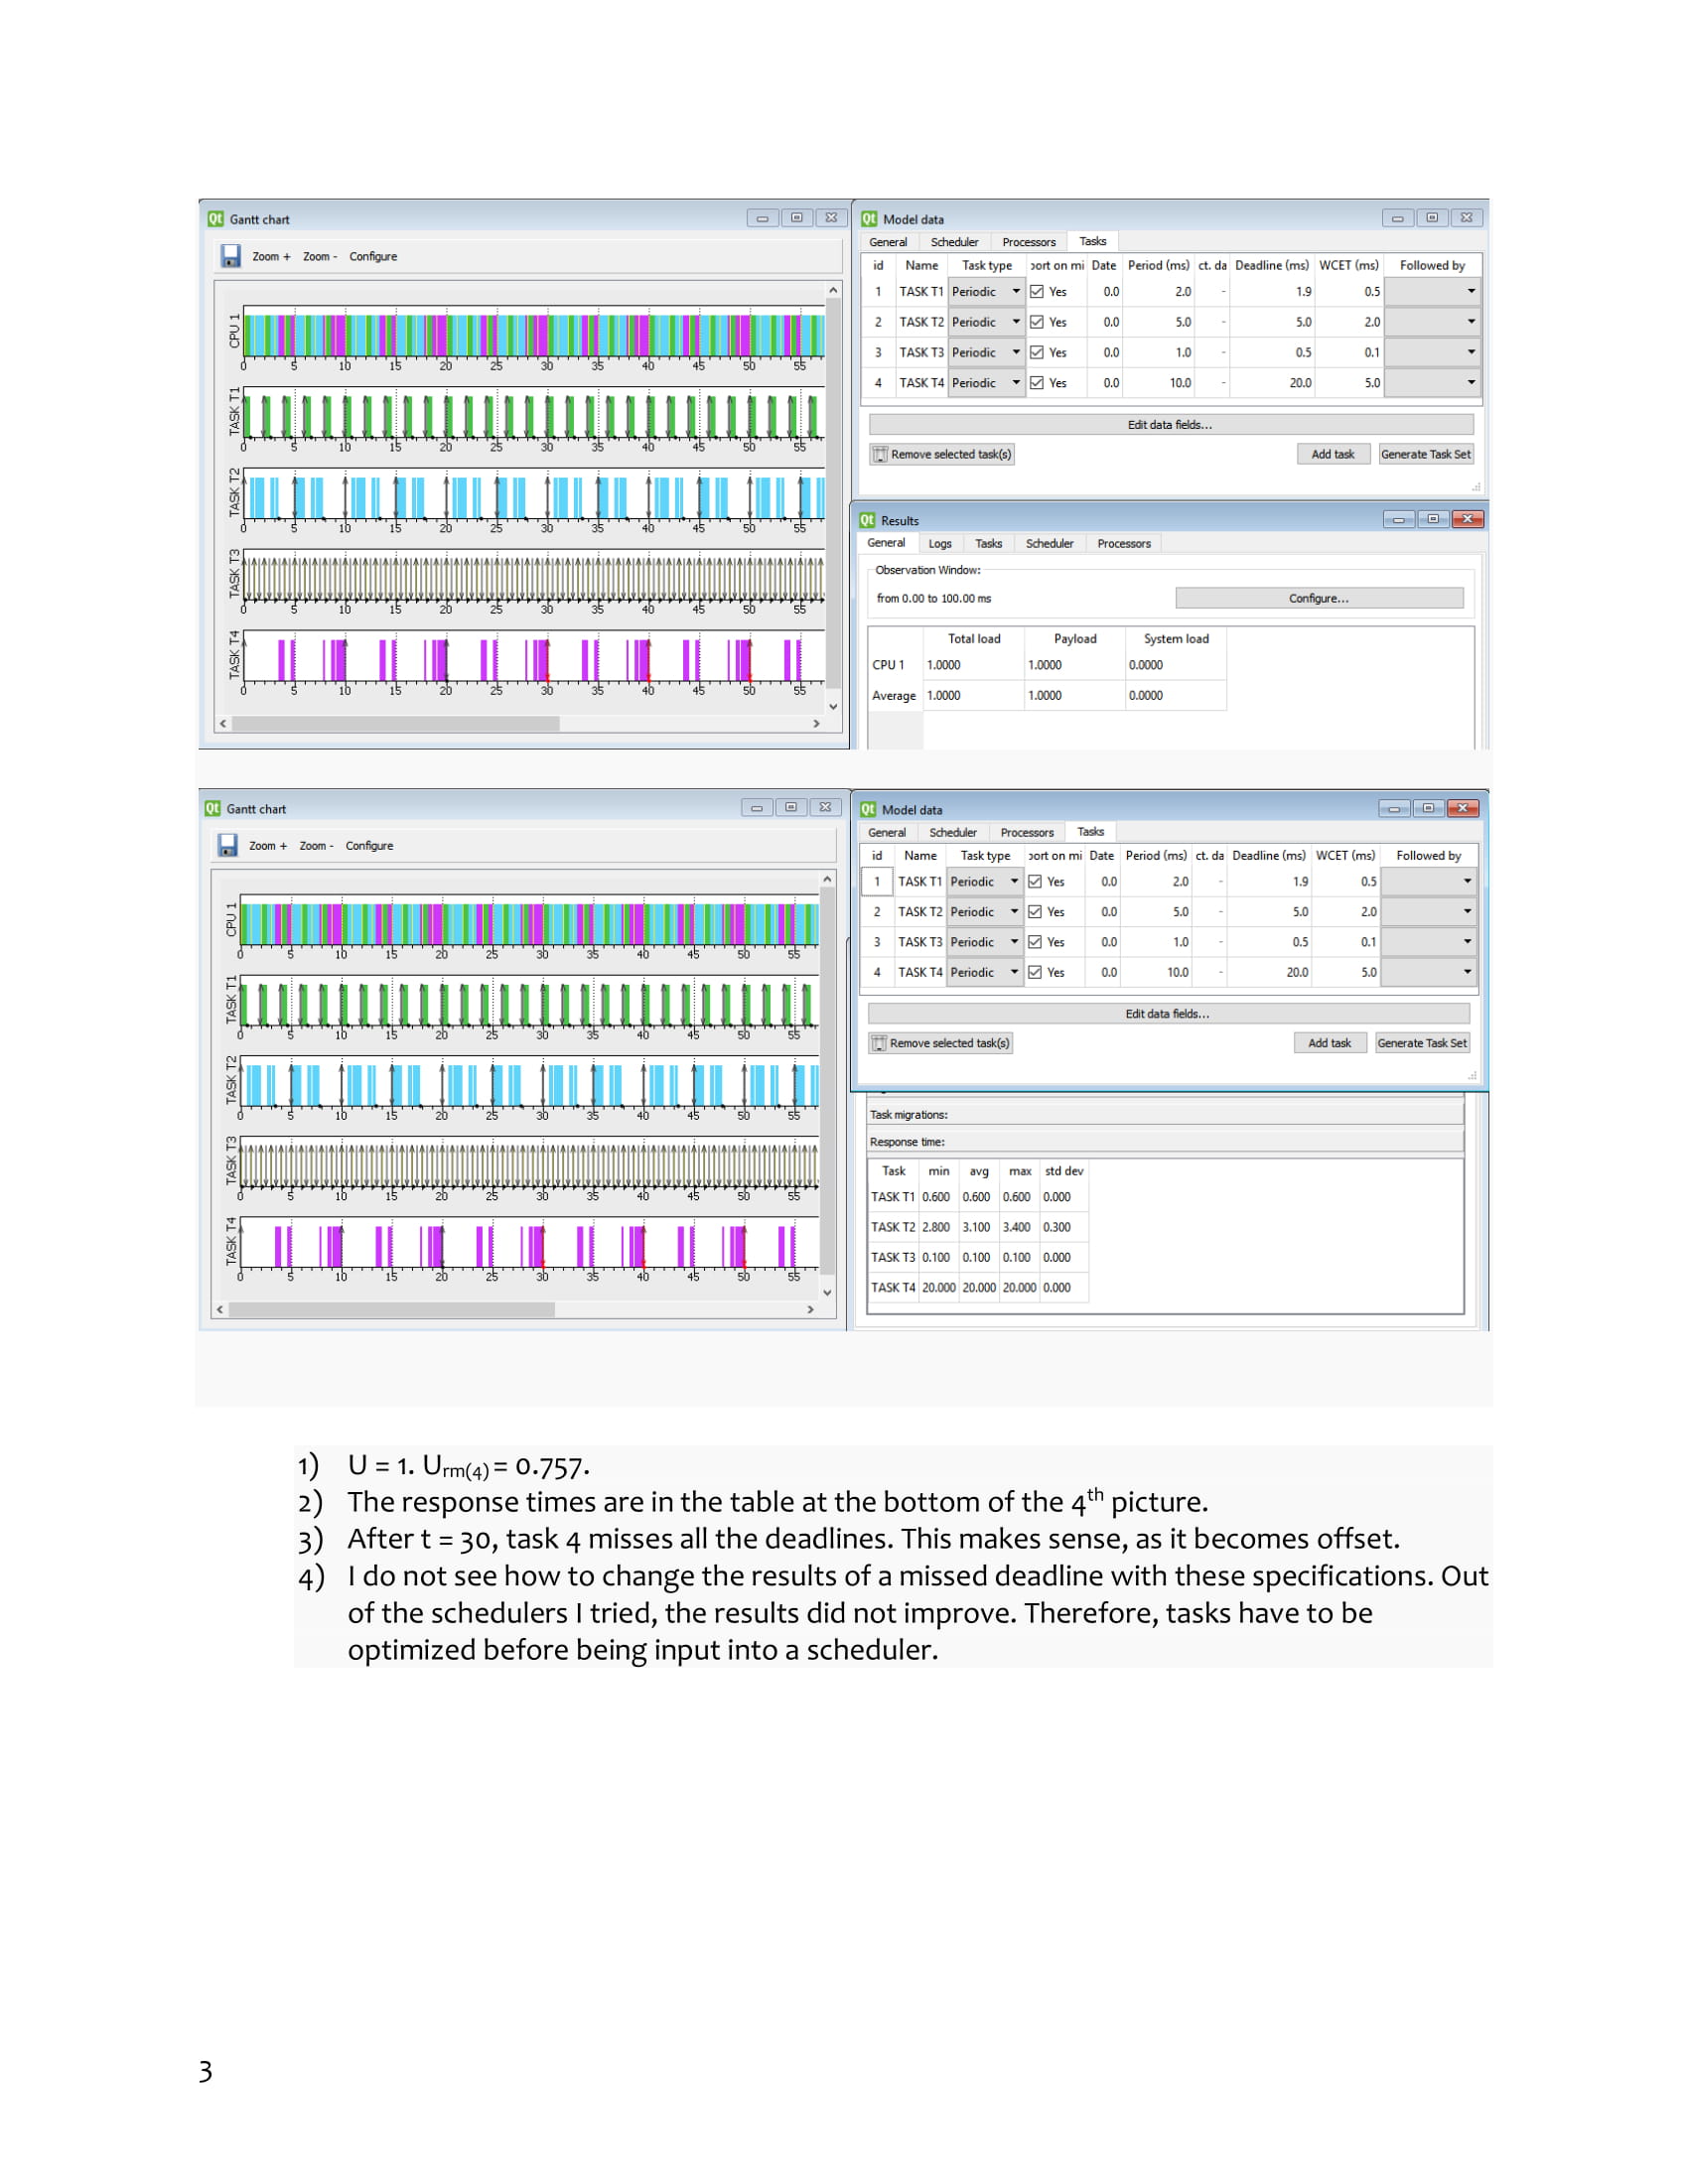 Gantt chart
Zoom + Zoom - Configure
CPU 1
0 5 10 15 20 25 30 35 40 45 50 55
TASK T1
0 5 10 15 20 25 30 35 40 45 50 55
TASK T2
0 5 10 15 20 25 30 35 40 45 50 55
TASK T3
0 5 10 15 20 25 30 35 40 45 50 55
TASK T4
0 5 10 15 20 25 30 35 40 45 50 55
Model data
General Scheduler Processors Tasks
id Name Task type ort on mi Date Period (ms) ct. da Deadline (ms) WCET (ms) Followed by
1 TASK T1 Periodic Yes 0.0 2.0 - 1.9 0.5
2 TASK T2 Periodic Yes 0.0 5.0 - 5.0 2.0
3 TASK T3 Periodic Yes 0.0 1.0 - 0.5 0.1
4 TASK T4 Periodic Yes 0.0 10.0 - 20.0 5.0
Edit data fields...
Remove selected task(s) Add task Generate Task Set
Results
General Logs Tasks Scheduler Processors
Observation Window:
from 0.00 to 100.00 ms Configure...
Total load Payload System load
CPU 1 1.0000 1.0000 0.0000
Average 1.0000 1.0000 0.0000
Gantt chart
Zoom + Zoom - Configure
CPU 1
0 5 10 15 20 25 30 35 40 45 50 55
TASK T1
0 5 10 15 20 25 30 35 40 45 50 55
TASK T2
0 5 10 15 20 25 30 35 40 45 50 55
TASK T3
0 5 10 15 20 25 30 35 40 45 50 55
TASK T4
0 5 10 15 20 25 30 35 40 45 50 55
Model data
General Scheduler Processors Tasks
id Name Task type ort on mi Date Period (ms) ct. da Deadline (ms) WCET (ms) Followed by
1 TASK T1 Periodic Yes 0.0 2.0 - 1.9 0.5
2 TASK T2 Periodic Yes 0.0 5.0 - 5.0 2.0
3 TASK T3 Periodic Yes 0.0 1.0 - 0.5 0.1
4 TASK T4 Periodic Yes 0.0 10.0 - 20.0 5.0
Edit data fields...
Remove selected task(s) Add task Generate Task Set
Task migrations:
Response time:
Task min avg max std dev
TASK T1 0.600 0.600 0.600 0.000
TASK T2 2.800 3.100 3.400 0.300
TASK T3 0.100 0.100 0.100 0.000
TASK T4 20.000 20.000 20.000 0.000
1) U = 1. Urm(4) = 0.757.
2) The response times are in the table at the bottom of the 4th picture.
3) After t = 30, task 4 misses all the deadlines. This makes sense, as it becomes offset.
4) I do not see how to change the results of a missed deadline with these specifications. Out
of the schedulers I tried, the results did not improve. Therefore, tasks have to be
optimized before being input into a scheduler.
3